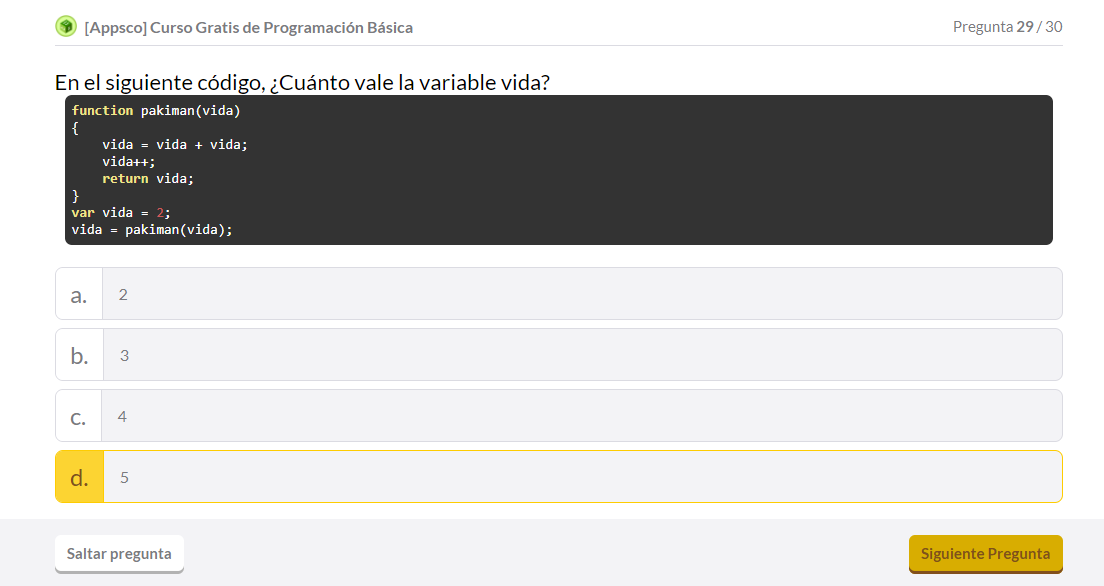 [Appsco] Curso Gratis de Programación Básica
Pregunta 29 / 30
En el siguiente código, ¿Cuánto vale la variable vida?
function pakiman(vida)
{
    vida = vida + vida;
    vida++;
    return vida;
}
var vida = 2;
vida = pakiman(vida);
a. 2
b. 3
c. 4
d. 5
Saltar pregunta
Siguiente Pregunta